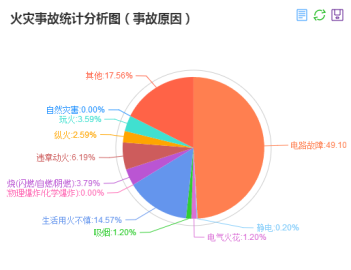 火灾事故统计分析图（事故原因）
其他:17.56%
自然灾害:0.00%
玩火:3.59%
纵火:2.59%
违章动火:6.19%
烧(闪燃/自燃/阴燃):3.79%
物理爆炸/化学爆炸):0.00%
生活用火不慎:14.57%
吸烟:1.20%
电气火花:1.20%
静电:0.20%
电路故障:49.10